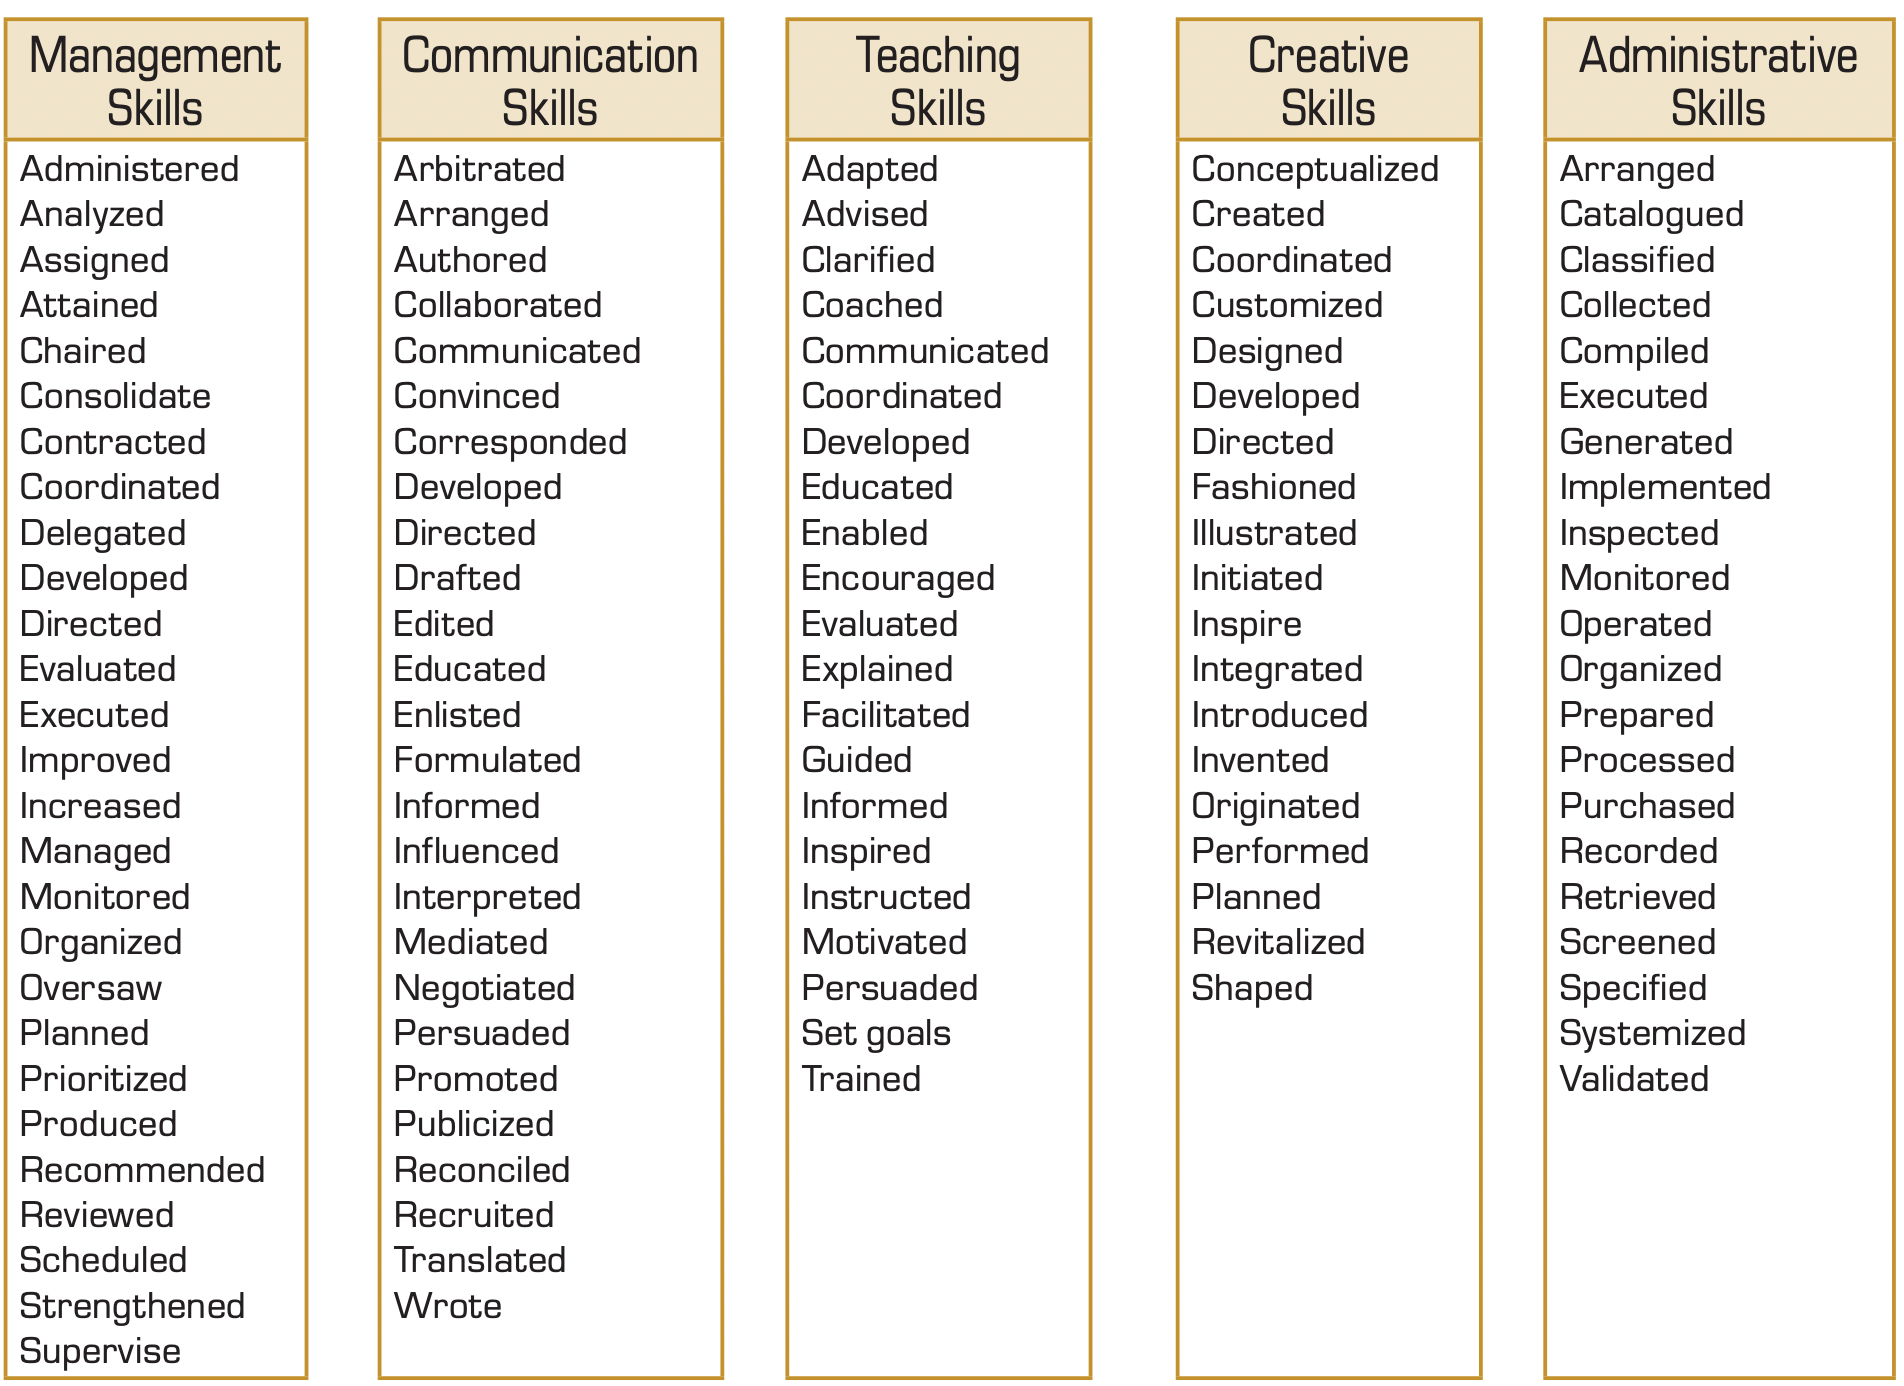 Management
Skills
Administered
Analyzed
Assigned
Attained
Chaired
Consolidate
Contracted
Coordinated
Delegated
Developed
Directed
Evaluated
Executed
Improved
Increased
Managed
Monitored
Organized
Oversaw
Planned
Prioritized
Produced
Recommended
Reviewed
Scheduled
Strengthened
Supervise
Communication
Skills
Arbitrated
Arranged
Authored
Collaborated
Communicated
Convinced
Corresponded
Developed
Directed
Drafted
Edited
Educated
Enlisted
Formulated
Informed
Influenced
Interpreted
Mediated
Negotiated
Persuaded
Promoted
Publicized
Reconciled
Recruited
Translated
Wrote
Teaching
Skills
Adapted
Advised
Clarified
Coached
Communicated
Coordinated
Developed
Educated
Enabled
Encouraged
Evaluated
Explained
Facilitated
Guided
Informed
Inspired
Instructed
Motivated
Persuaded
Set goals
Trained
Creative
Skills
Conceptualized
Created
Coordinated
Customized
Designed
Developed
Directed
Fashioned
Illustrated
Initiated
Inspire
Integrated
Introduced
Invented
Originated
Performed
Planned
Revitalized
Shaped
Administrative
Skills
Arranged
Catalogued
Classified
Collected
Compiled
Executed
Generated
Implemented
Inspected
Monitored
Operated
Organized
Prepared
Processed
Purchased
Recorded
Retrieved
Screened
Specified
Systemized
Validated